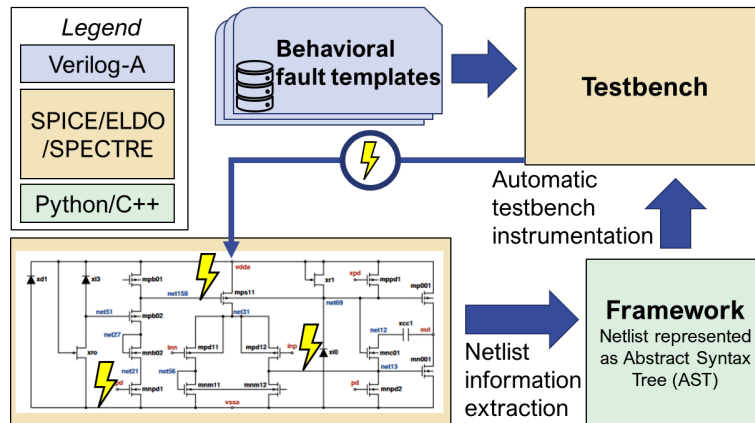 Legend
Verilog-A
SPICE/ELDO
/SPECTRE
Python/C++
Behavioral
fault templates
Testbench
Automatic
testbench
instrumentation
Framework
Netlist represented
as Abstract Syntax
Tree (AST)
Netlist
information
extraction
xd1
xl3
mpb01
vdda
xr1
xpd
mppd1
net158
mps11
net69
mp001
net51
mpb02
net31
xcc1
out
net27
net12
inn
mpd11
mpd12
inp
xro
mnb02
xl0
mnc01
mn001
net21
net56
net13
mnpd1
mnm11
mnm12
pd
mnpd2
vssa